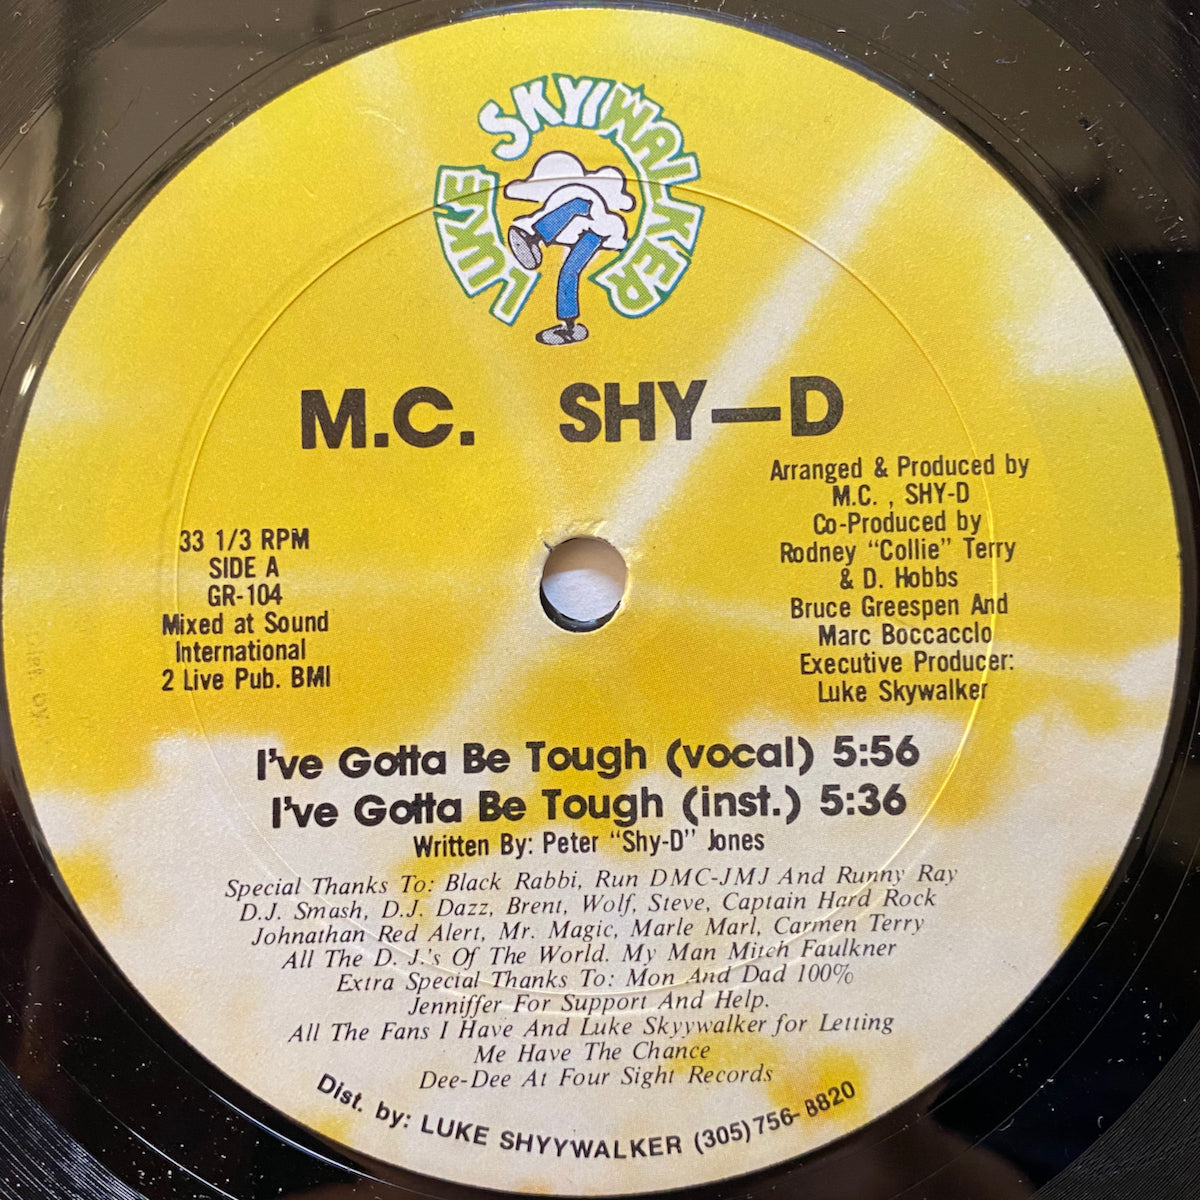 LUKE SKYYWALKER
M.C. SHY—D
33 1/3 RPM
SIDE A
GR-104
Mixed at Sound
International
2 Live Pub. BMI
Arranged & Produced by
M.C. , SHY-D
Co-Produced by
Rodney “Collie” Terry
& D. Hobbs
Bruce Greespen And
Marc Boccacclo
Executive Producer:
Luke Skywalker
I've Gotta Be Tough (vocal) 5:56
I've Gotta Be Tough (inst.) 5:36
Written By: Peter “Shy-D” Jones
Special Thanks To: Black Rabbi, Run DMC-JMJ And Runny Ray
D.J. Smash, D.J. Dazz, Brent, Wolf, Steve, Captain Hard Rock
Johnathan Red Alert, Mr. Magic, Marle Marl, Carmen Terry
All The D. J.'s Of The World. My Man Mitch Faulkner
Extra Special Thanks To: Mon And Dad 100%
Jenniffer For Support And Help.
All The Fans I Have And Luke Skyywalker for Letting
Me Have The Chance
Dee-Dee At Four Sight Records
Dist. by: LUKE SHYYWALKER (305) 756-8820